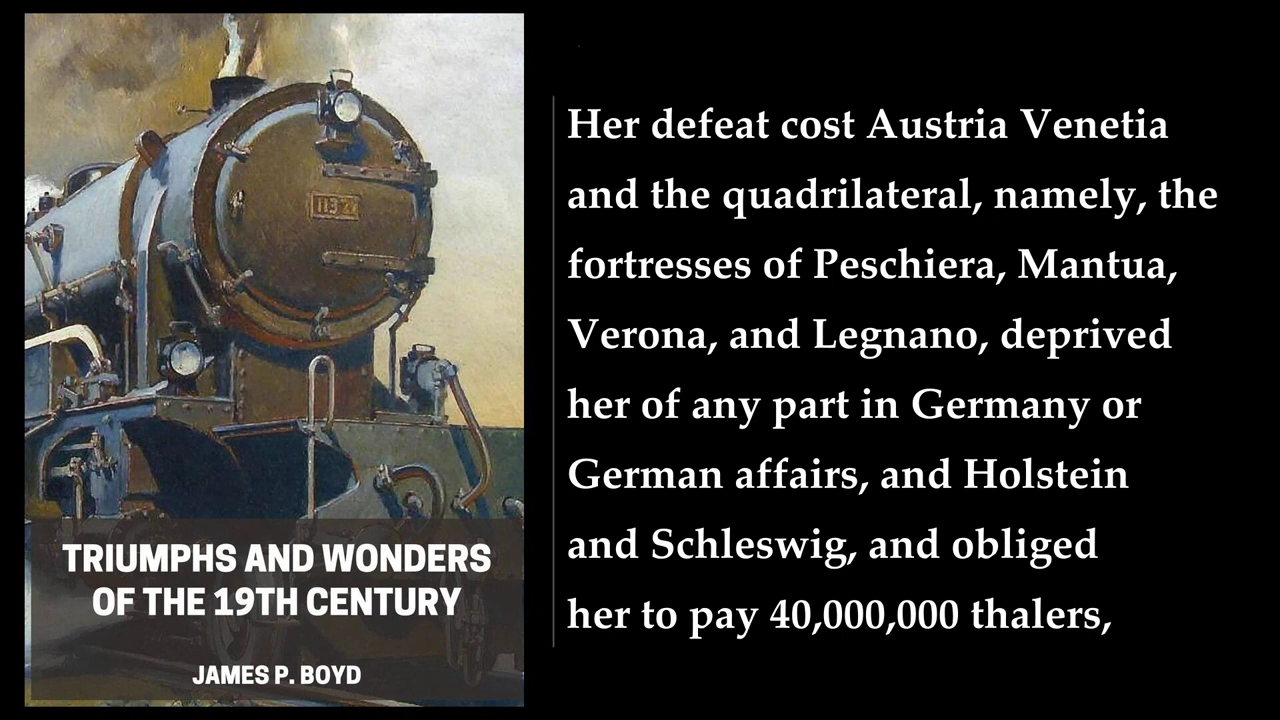 Her defeat cost Austria Venetia
and the quadrilateral, namely, the
fortresses of Peschiera, Mantua,
Verona, and Legnano, deprived
her of any part in Germany or
German affairs, and Holstein
and Schleswig, and obliged
her to pay 40,000,000 thalers,
TRIUMPHS AND WONDERS
OF THE 19TH CENTURY
JAMES P. BOYD